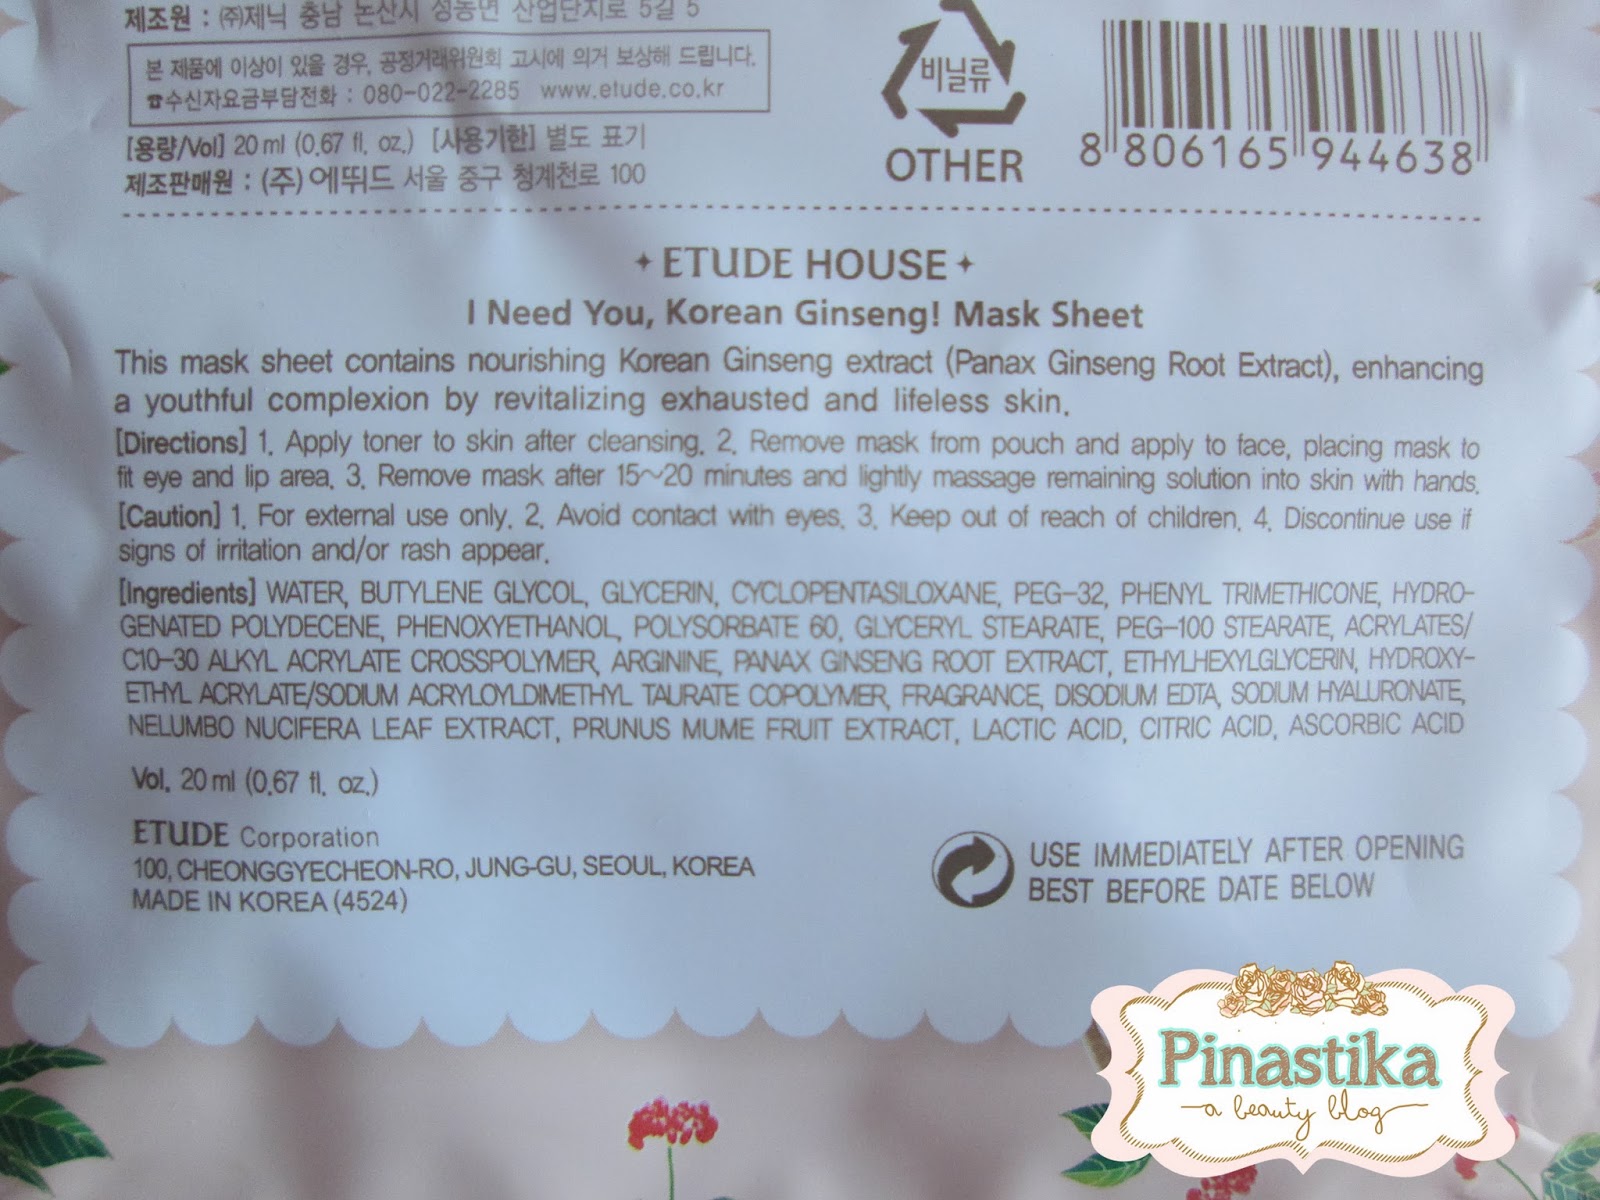 제조원 : ㈜제닉 충남 논산시 성동면 산업단지로 5길 5
본 제품에 이상이 있을 경우, 공정거래위원회 고시에 의거 보상해 드립니다.
☎수신자요금부담전화 : 080-022-2285 www.etude.co.kr
[용량/Vol] 20 ml (0.67 fl. oz.) [사용기한] 별도 표기
제조판매원 : (주) 에뛰드 서울 중구 청계천로 100
비닐류
OTHER
8 806165 944638
ETUDE HOUSE
I Need You, Korean Ginseng! Mask Sheet
This mask sheet contains nourishing Korean Ginseng extract (Panax Ginseng Root Extract), enhancing
a youthful complexion by revitalizing exhausted and lifeless skin.
[Directions] 1. Apply toner to skin after cleansing. 2. Remove mask from pouch and apply to face, placing mask to
fit eye and lip area. 3. Remove mask after 15~20 minutes and lightly massage remaining solution into skin with hands.
[Caution] 1. For external use only. 2. Avoid contact with eyes. 3. Keep out of reach of children. 4. Discontinue use if
signs of irritation and/or rash appear.
[Ingredients] WATER, BUTYLENE GLYCOL, GLYCERIN, CYCLOPENTASILOXANE, PEG-32, PHENYL TRIMETHICONE, HYDRO-
GENATED POLYDECENE, PHENOXYETHANOL, POLYSORBATE 60, GLYCERYL STEARATE, PEG-100 STEARATE, ACRYLATES/
C10-30 ALKYL ACRYLATE CROSSPOLYMER, ARGININE, PANAX GINSENG ROOT EXTRACT, ETHYLHEXYLGLYCERIN, HYDROXY-
ETHYL ACRYLATE/SODIUM ACRYLOYLDIMETHYL TAURATE COPOLYMER, FRAGRANCE, DISODIUM EDTA, SODIUM HYALURONATE,
NELUMBO NUCIFERA LEAF EXTRACT, PRUNUS MUME FRUIT EXTRACT, LACTIC ACID, CITRIC ACID, ASCORBIC ACID
Vol. 20 ml (0.67 fl. oz.)
ETUDE Corporation
100, CHEONGGYECHEON-RO, JUNG-GU, SEOUL, KOREA
MADE IN KOREA (4524)
USE IMMEDIATELY AFTER OPENING
BEST BEFORE DATE BELOW
Pinastika
a beauty blog